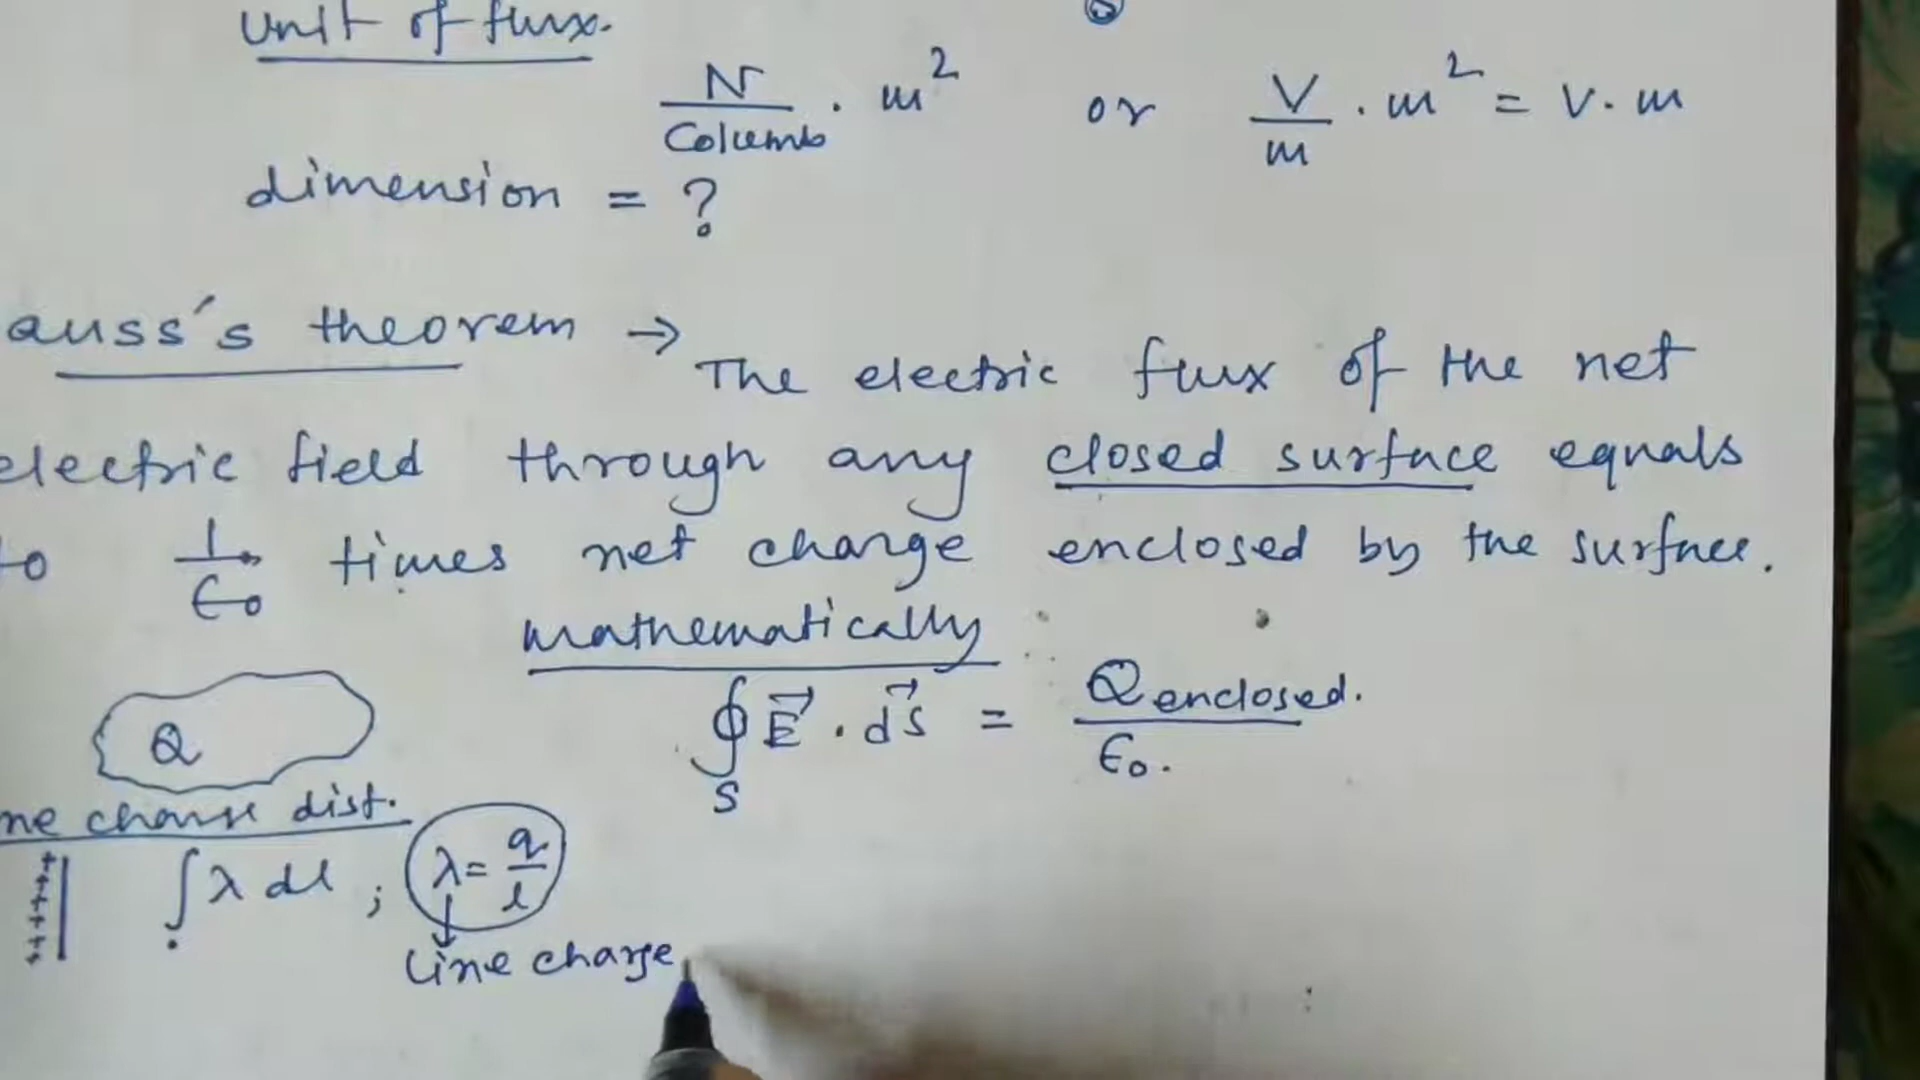 Unit of flux.
N/Columb . m² or V/m . m² = V.m
dimension = ?
auss's theorem → The electric flux of the net
electric field through any closed surface equals
to 1/ϵ₀ times net charge enclosed by the surface.
mathematically
∮_S E⃗ . dS⃗ = Q enclosed. / ϵ₀.
Q
ne charge dist.
+++++ ∫ λ dl ; λ = q/l
Line charge